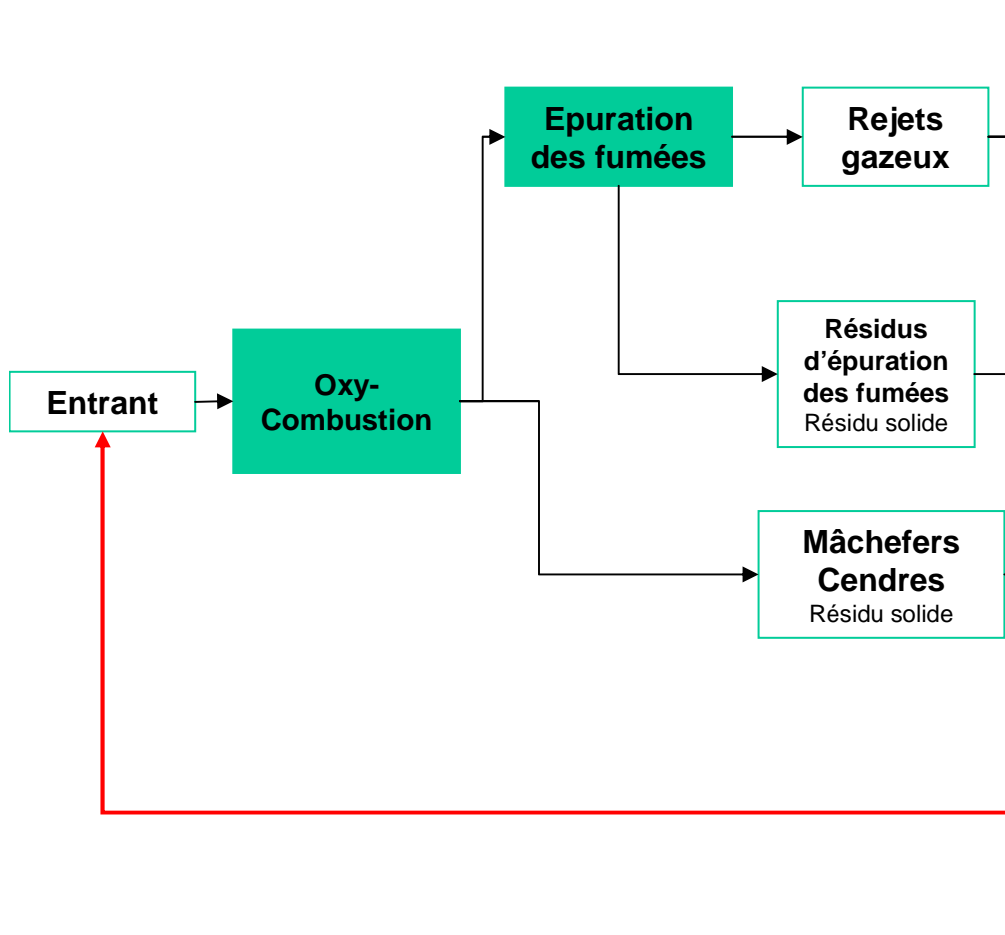 Epuration
des fumées
Rejets
gazeux
Résidus
d'épuration
des fumées
Résidu solide
Oxy-
Combustion
Entrant
Mâchefers
Cendres
Résidu solide